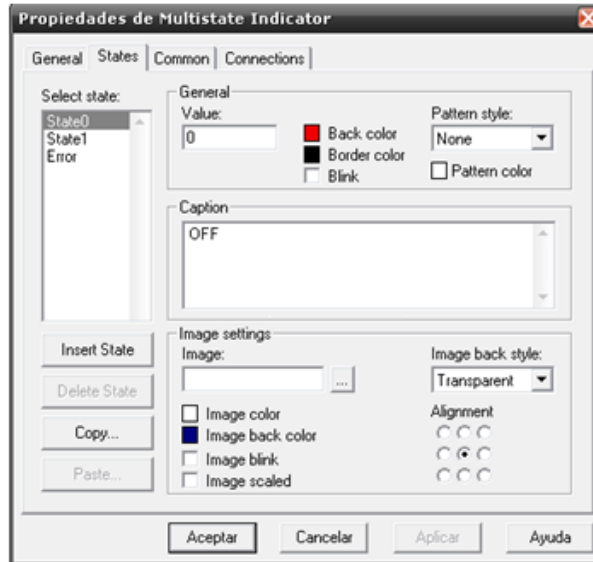 Propiedades de Multistate Indicator
General States Common Connections
Select state:
State0
State1
Error
Insert State
Delete State
Copy...
Paste...
General
Value:
0
Back color
Border color
Blink
Pattern style:
None
Pattern color
Caption
OFF
Image settings
Image:
...
Image color
Image back color
Image blink
Image scaled
Image back style:
Transparent
Alignment
Aceptar Cancelar Aplicar Ayuda